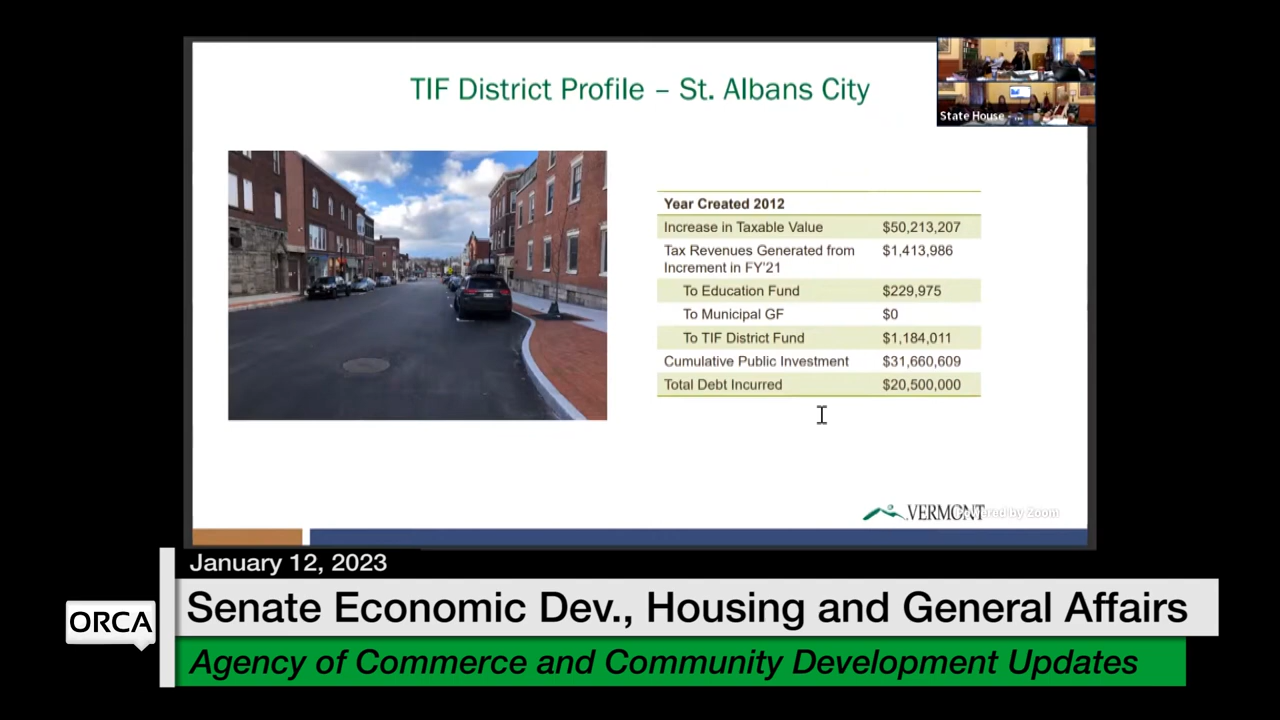 TIF District Profile – St. Albans City
State House -
Year Created 2012
Increase in Taxable Value $50,213,207
Tax Revenues Generated from $1,413,986
Increment in FY'21
To Education Fund $229,975
To Municipal GF $0
To TIF District Fund $1,184,011
Cumulative Public Investment $31,660,609
Total Debt Incurred $20,500,000
VERMONT
Powered by Zoom
January 12, 2023
ORCA
Senate Economic Dev., Housing and General Affairs
Agency of Commerce and Community Development Updates